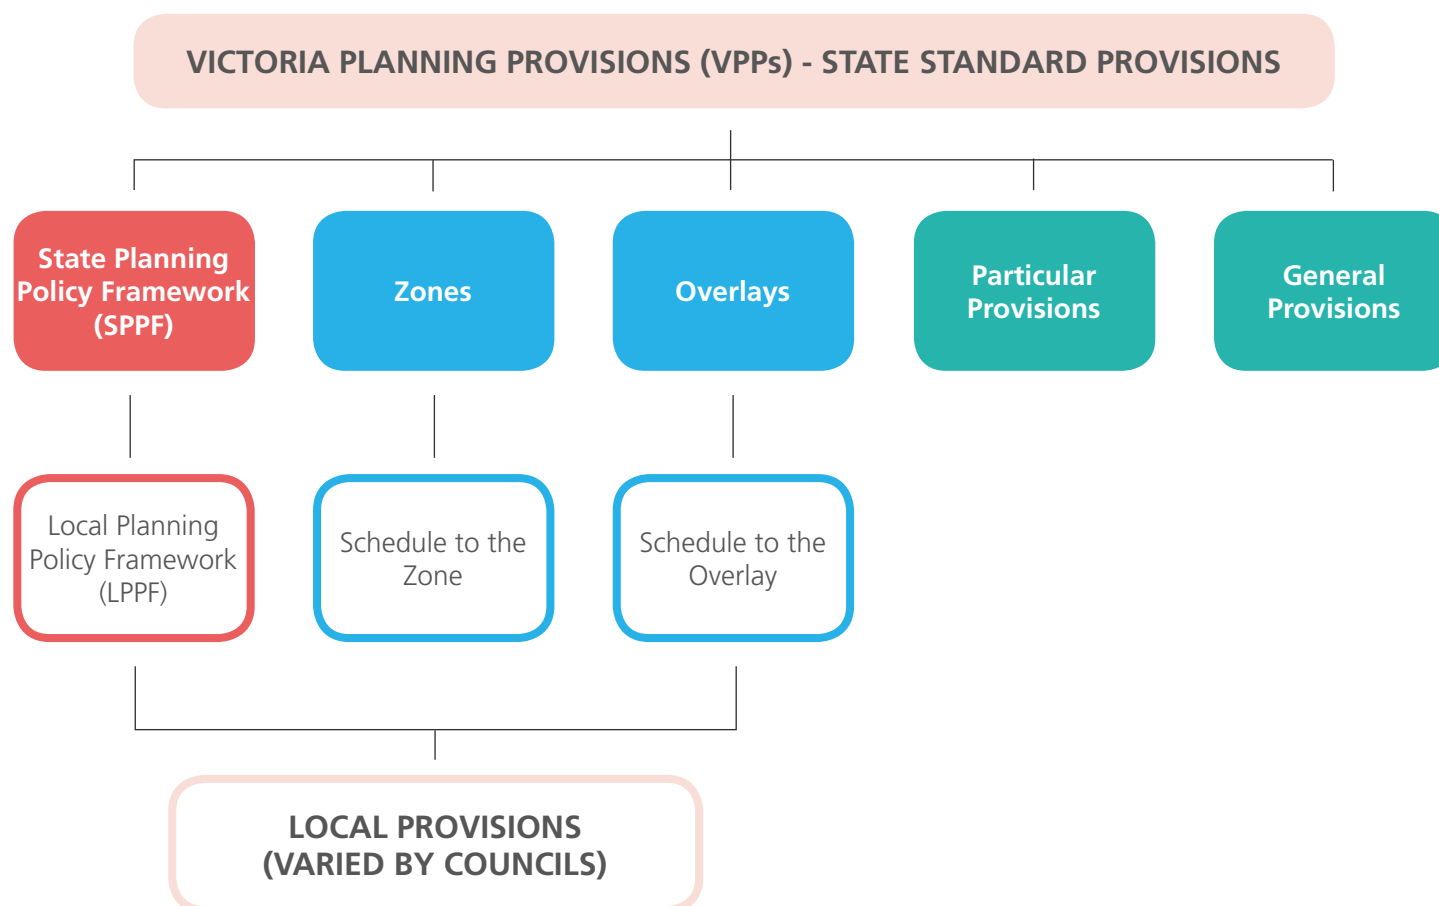 VICTORIA PLANNING PROVISIONS (VPPs) - STATE STANDARD PROVISIONS
State Planning
Policy Framework
(SPPF)
Zones
Overlays
Particular
Provisions
General
Provisions
Local Planning
Policy Framework
(LPPF)
Schedule to the
Zone
Schedule to the
Overlay
LOCAL PROVISIONS
(VARIED BY COUNCILS)